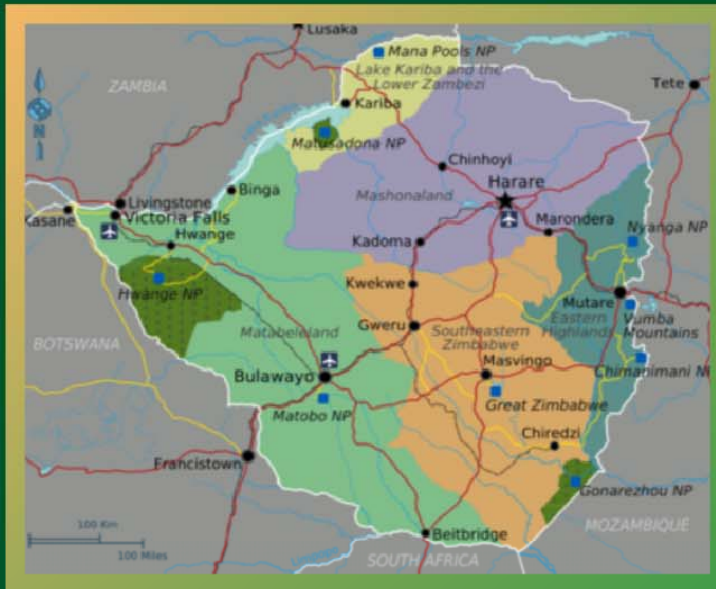 Lusaka
Mana Pools NP
Lake Kariba and the
Lower Zambezi
ZAMBIA
Tete
Kariba
N
Matusadona NP
Chinhoyi
Binga
Mashonaland
Harare
Livingstone
Kasane
Victoria Falls
Marondera
Nyanga NP
Hwange
Kadoma
Hwange NP
Kwekwe
Mutare
Vumba
Mountains
Eastern
Highlands
Gweru
Southeastern
Zimbabwe
Matabeleland
BOTSWANA
Masvingo
Chimanimani N
Bulawayo
Matobo NP
Great Zimbabwe
Chiredzi
Francistown
Gonarezhou NP
MOZAMBIQUE
100 Km
100 Miles
Beitbridge
SOUTH AFRICA